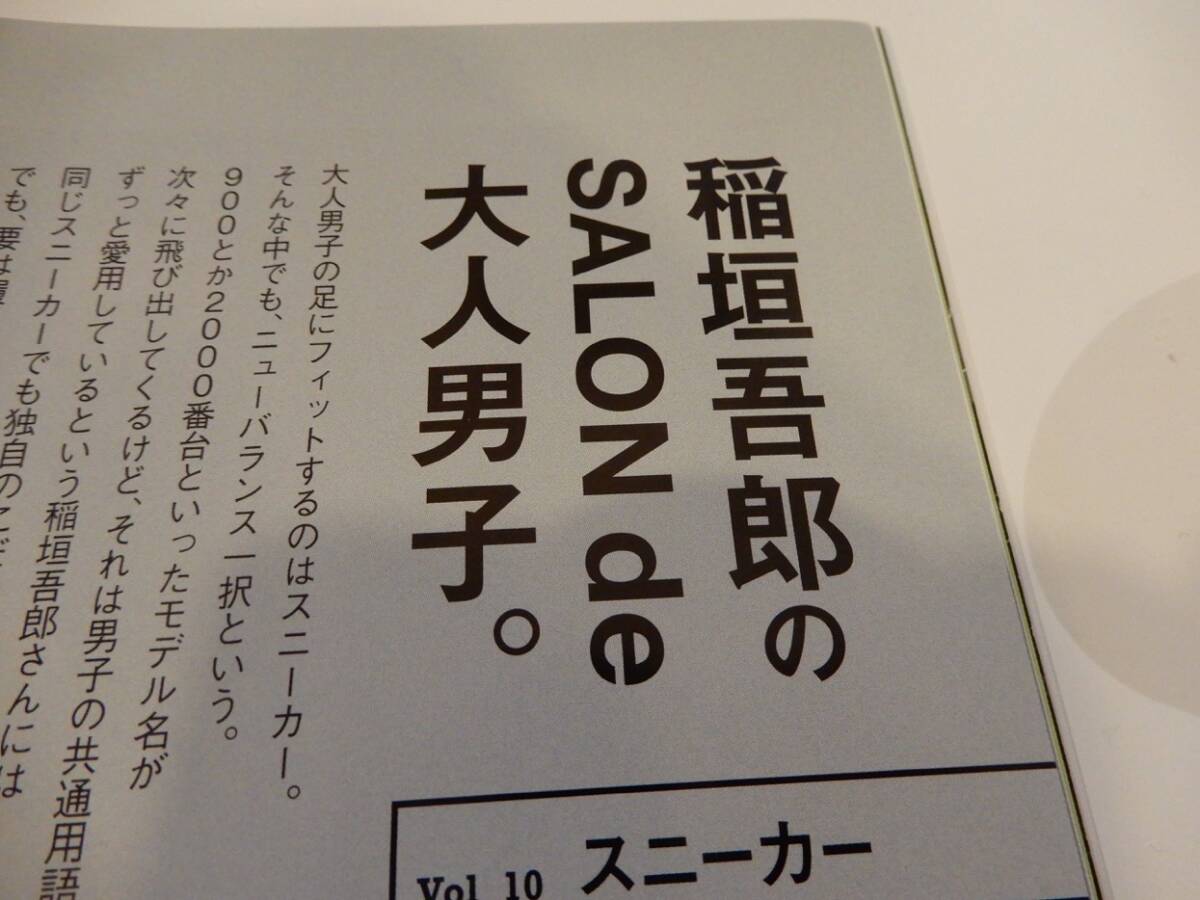 稲垣吾郎の
SALON de
大人男子。
Vol 10 スニーカー
大人男子の足にフィットするのはスニーカー。
そんな中でも、ニューバランス一択という。
900とか2000番台といったモデル名が
次々に飛び出してくるけど、それは男子の共通用語
ずっと愛用しているという稲垣吾郎さんには
同じスニーカーでも独自のこだ
でも、要は履